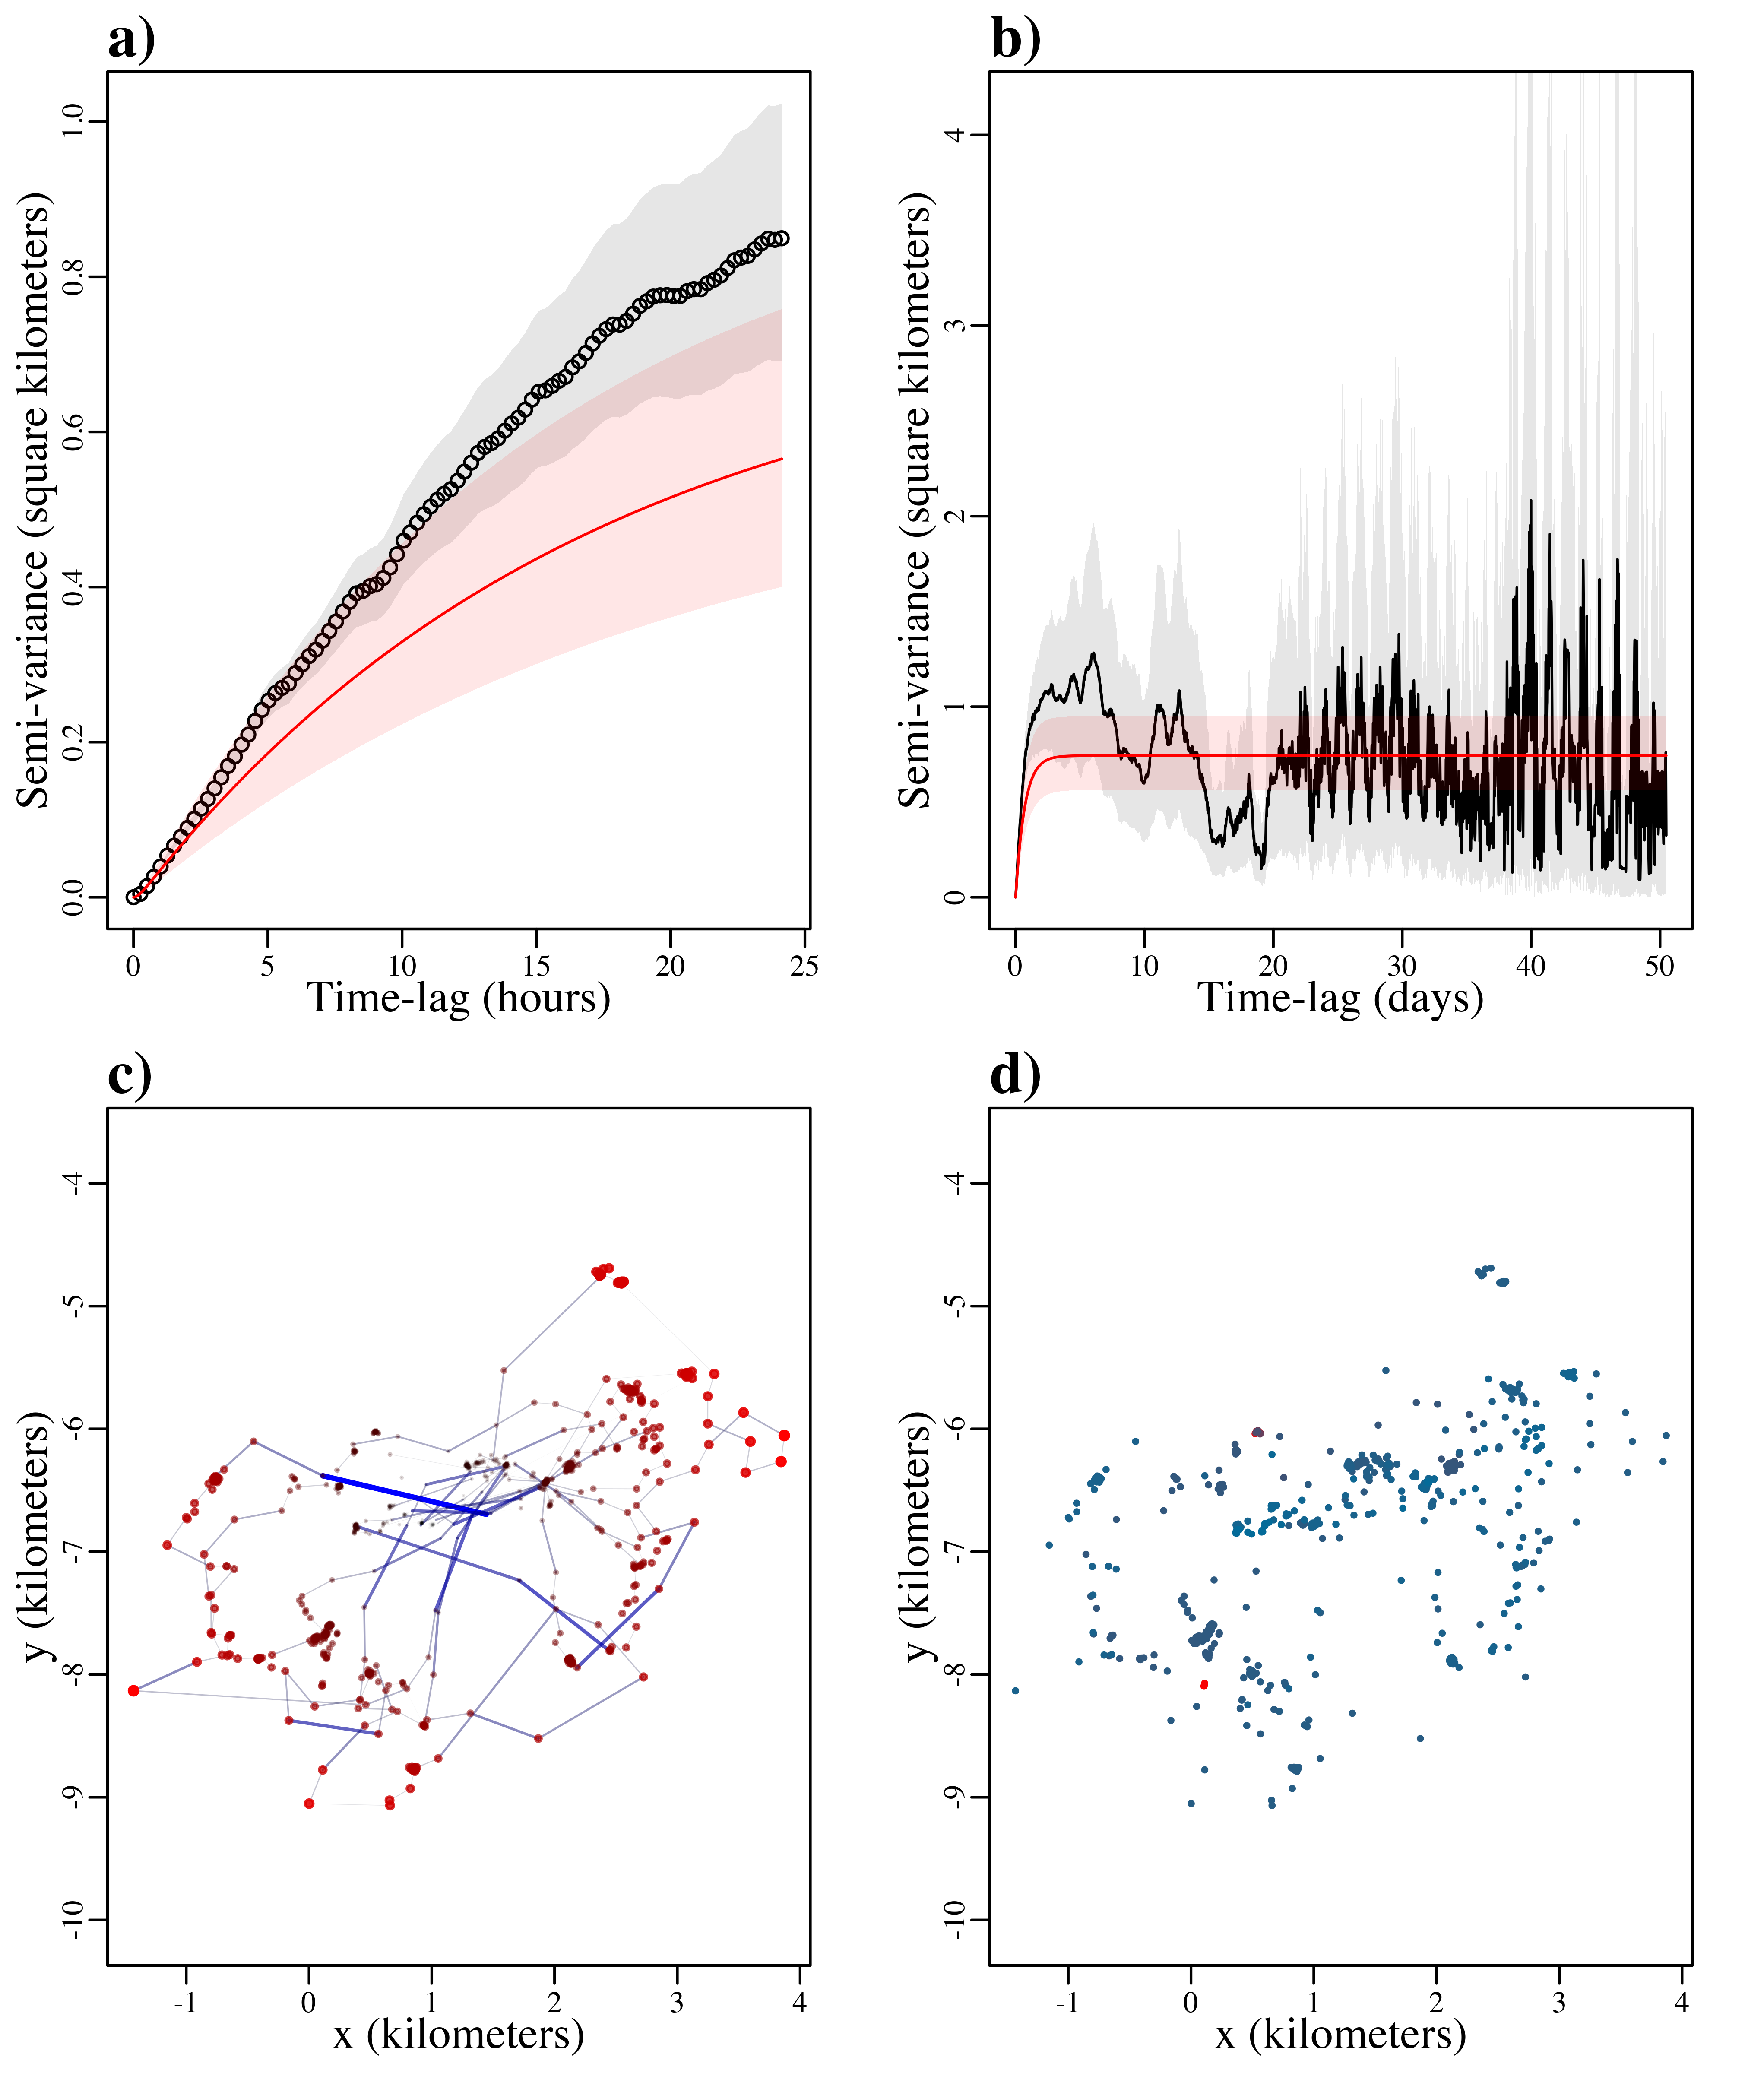 a)
Semi-variance (square kilometers)
0.0 0.2 0.4 0.6 0.8 1.0
0 5 10 15 20 25
Time-lag (hours)
b)
Semi-variance (square kilometers)
0 1 2 3 4
0 10 20 30 40 50
Time-lag (days)
c)
y (kilometers)
-10 -9 -8 -7 -6 -5 -4
-1 0 1 2 3 4
x (kilometers)
d)
y (kilometers)
-10 -9 -8 -7 -6 -5 -4
-1 0 1 2 3 4
x (kilometers)